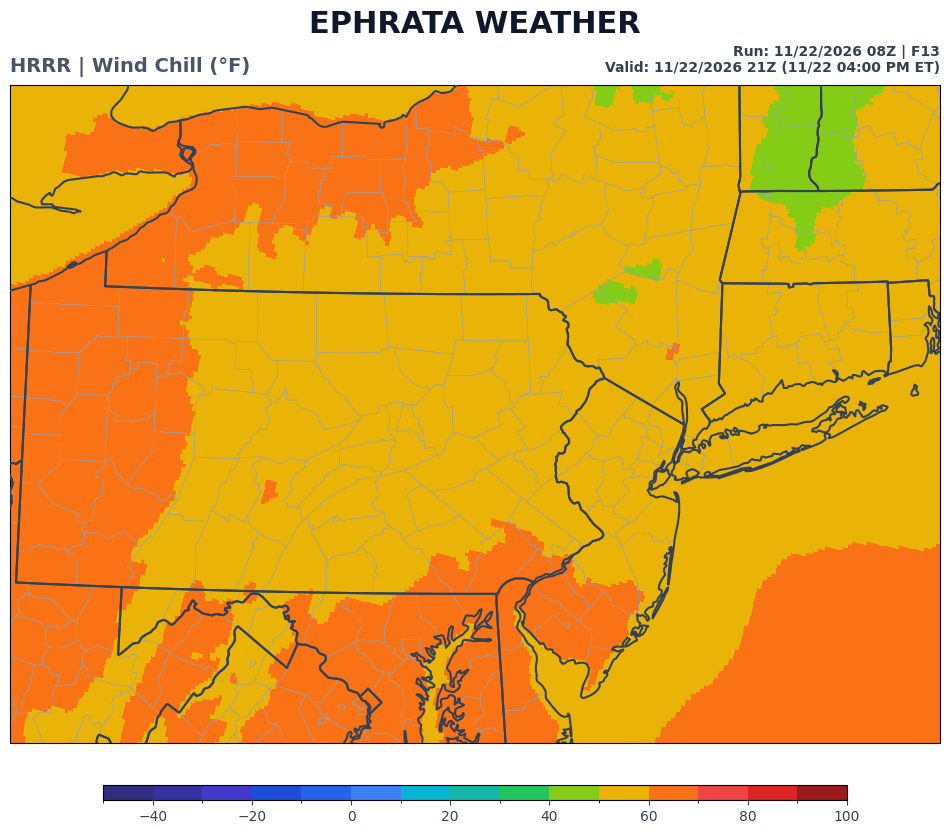 EPHRATA WEATHER
HRRR | Wind Chill (°F)
Run: 11/22/2026 08Z | F13
Valid: 11/22/2026 21Z (11/22 04:00 PM ET)
−40 −20 0 20 40 60 80 100